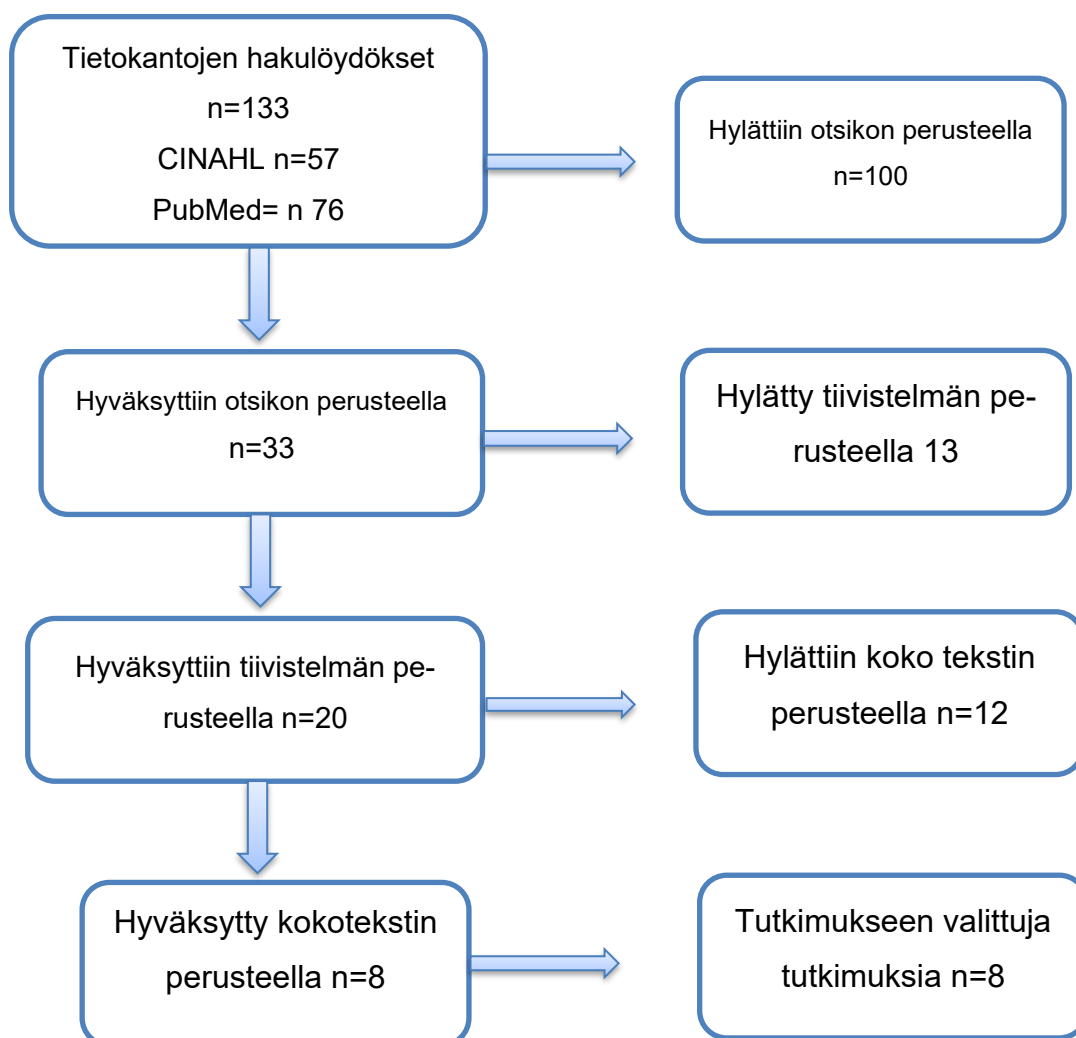 Tietokantojen hakulöydökset
n=133
CINAHL n=57
PubMed= n 76
Hylättiin otsikon perusteella
n=100
Hyväksyttiin otsikon perusteella
n=33
Hylätty tiivistelmän pe-
rusteella 13
Hyväksyttiin tiivistelmän pe-
rusteella n=20
Hylättiin koko tekstin
perusteella n=12
Hyväksytty kokotekstin
perusteella n=8
Tutkimukseen valittuja
tutkimuksia n=8